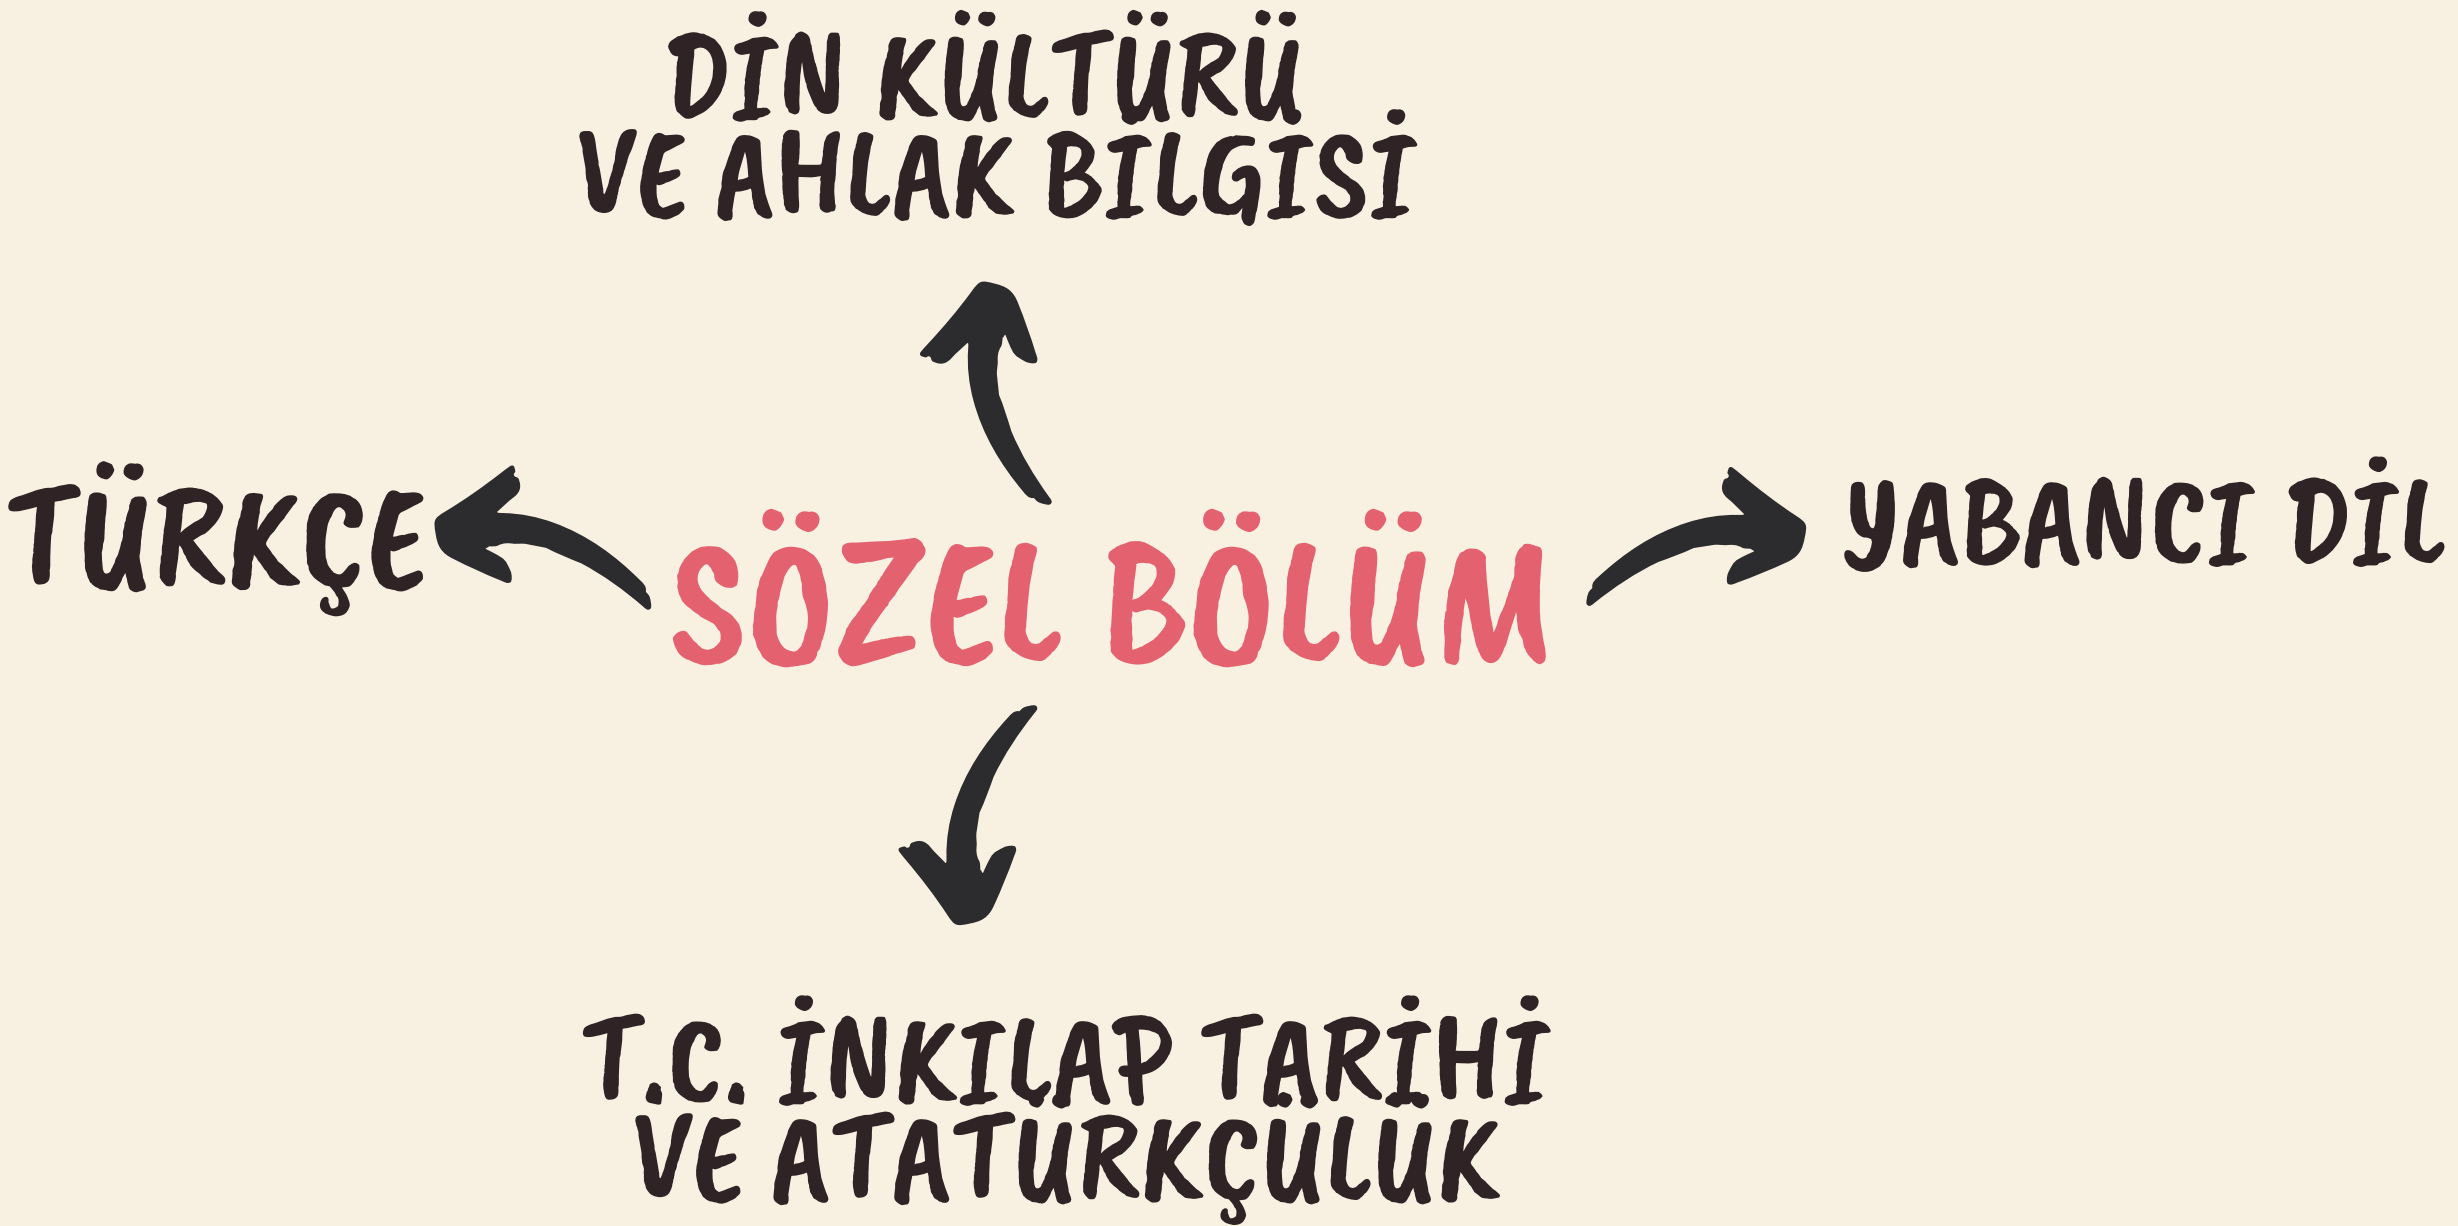 DİN KÜLTÜRÜ
VE AHLAK BILGISİ
TÜRKÇE
SÖZEL BÖLÜM
YABANCI DİL
T.C. İNKILAP TARİHİ
VE ATATÜRKÇÜLÜK